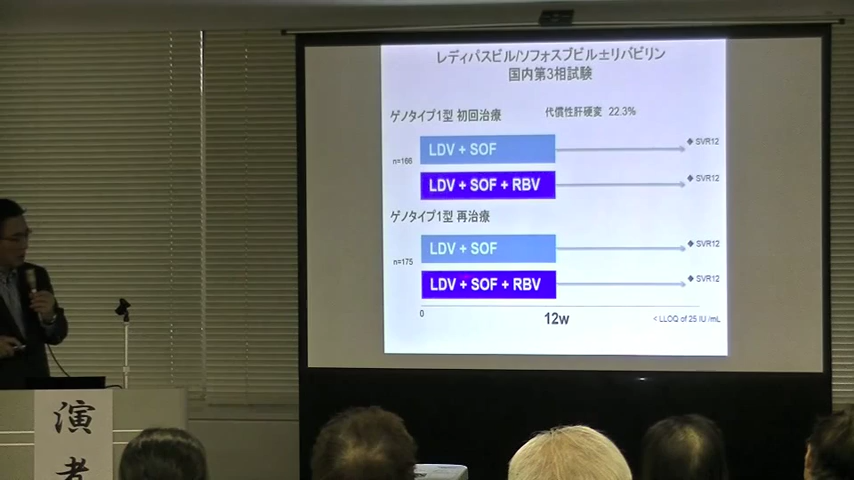 レディパスビル/ソフォスブビル±リバビリン
国内第3相試験
ゲノタイプ1型 初回治療 代償性肝硬変 22.3%
n=166
LDV + SOF
◆ SVR12
LDV + SOF + RBV
◆ SVR12
ゲノタイプ1型 再治療
n=175
LDV + SOF
◆ SVR12
LDV + SOF + RBV
◆ SVR12
0
12w
< LLOQ of 25 IU /mL
演者